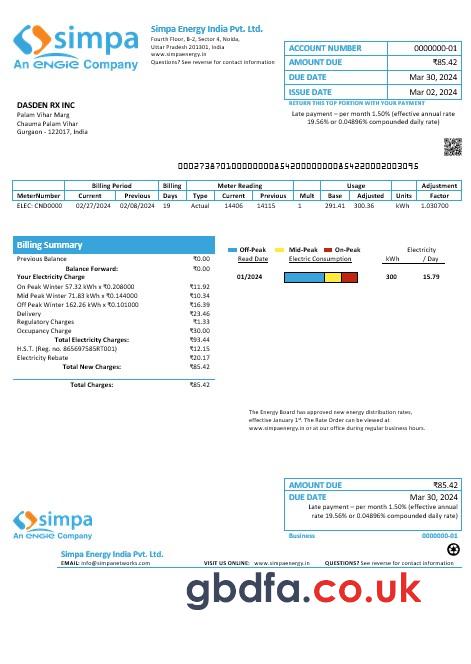 simpa
An ENGIE Company
Simpa Energy India Pvt. Ltd.
Fourth Floor, B-2, Sector 4, Noida,
Uttar Pradesh 201301, India
www.simpaenergy.in
Questions? See reverse for contact information
ACCOUNT NUMBER 0000000-01
AMOUNT DUE ₹85.42
DUE DATE Mar 30, 2024
ISSUE DATE Mar 02, 2024
RETURN THIS TOP PORTION WITH YOUR PAYMENT
Late payment – per month 1.50% (effective annual rate
19.56% or 0.04896% compounded daily rate)
DASDEN RX INC
Palam Vihar Marg
Chauma Palam Vihar
Gurgaon - 122017, India
Billing Period Billing Meter Reading Usage Adjustment
MeterNumber Current Previous Days Type Current Previous Mult Base Adjusted Units Factor
ELEC: CND0000 02/27/2024 02/08/2024 19 Actual 14406 14115 1 291.41 300.36 kWh 1.030700
Billing Summary
Previous Balance ₹0.00
Balance Forward: ₹0.00
Your Electricity Charge
On Peak Winter 57.32 kWh x ₹0.208000 ₹11.92
Mid Peak Winter 71.83 kWh x ₹0.144000 ₹10.34
Off Peak Winter 162.26 kWh x ₹0.101000 ₹16.39
Delivery ₹23.46
Regulatory Charges ₹1.33
Occupancy Charge ₹30.00
Total Electricity Charges: ₹93.44
H.S.T. (Reg. no. 865697585RT001) ₹12.15
Electricity Rebate ₹20.17
Total New Charges: ₹85.42
Total Charges: ₹85.42
Off-Peak Mid-Peak On-Peak Electricity
Read Date Electric Consumption kWh / Day
01/2024 300 15.79
The Energy Board has approved new energy distribution rates,
effective January 1st. The Rate Order can be viewed at
www.simpaenergy.in or at our office during regular business hours.
AMOUNT DUE ₹85.42
DUE DATE Mar 30, 2024
Late payment – per month 1.50% (effective annual
rate 19.56% or 0.04896% compounded daily rate)
Business 0000000-01
simpa
An ENGIE Company
Simpa Energy India Pvt. Ltd.
EMAIL: info@simpanetworks.com VISIT US ONLINE: www.simpaenergy.in QUESTIONS? See reverse for contact information
gbdfa.co.uk